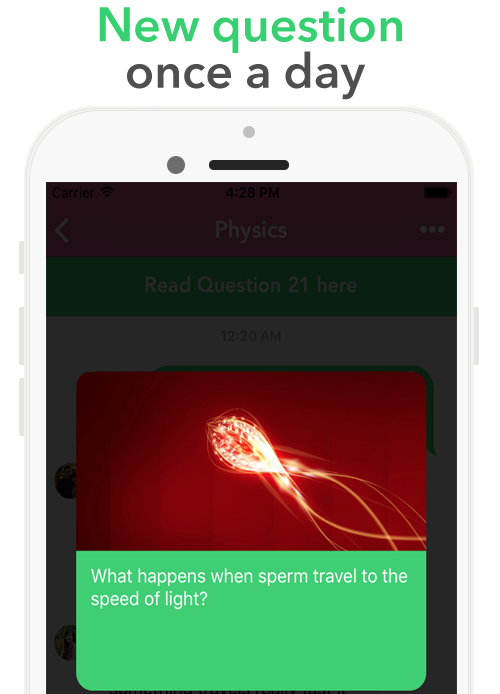 New question
once a day
Carrier 4:28 PM
Physics
Read Question 21 here
12:20 AM
What happens when sperm travel to the
speed of light?